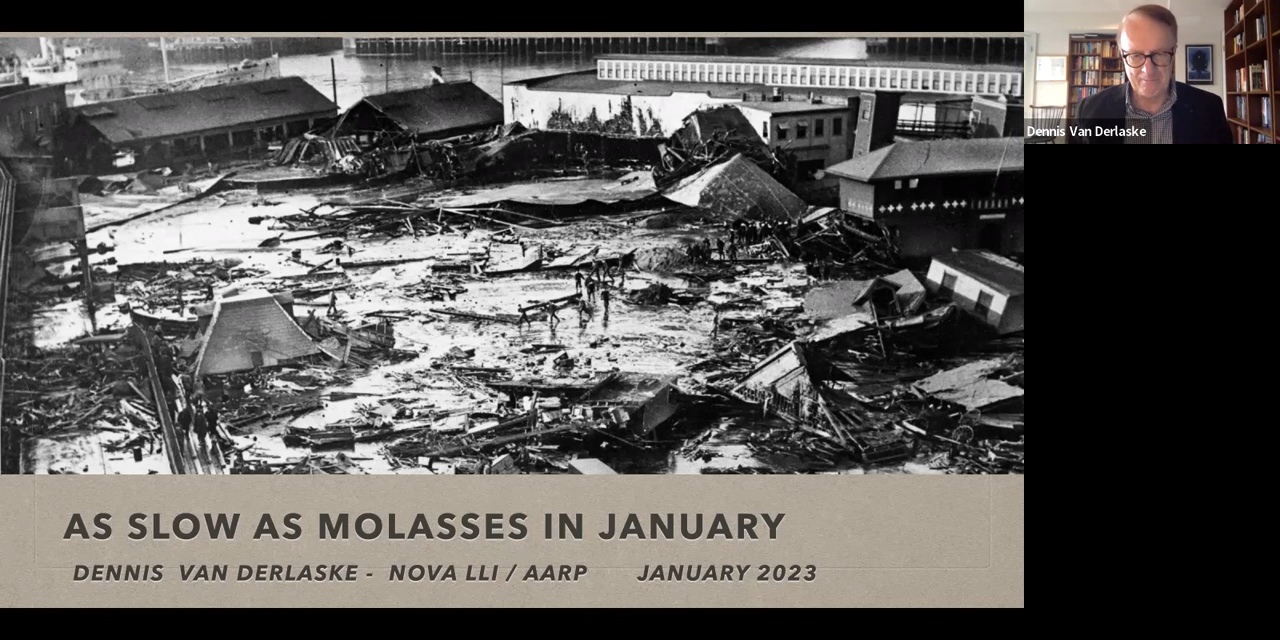 Dennis Van Derlaske
AS SLOW AS MOLASSES IN JANUARY
DENNIS VAN DERLASKE - NOVA LLI / AARP JANUARY 2023